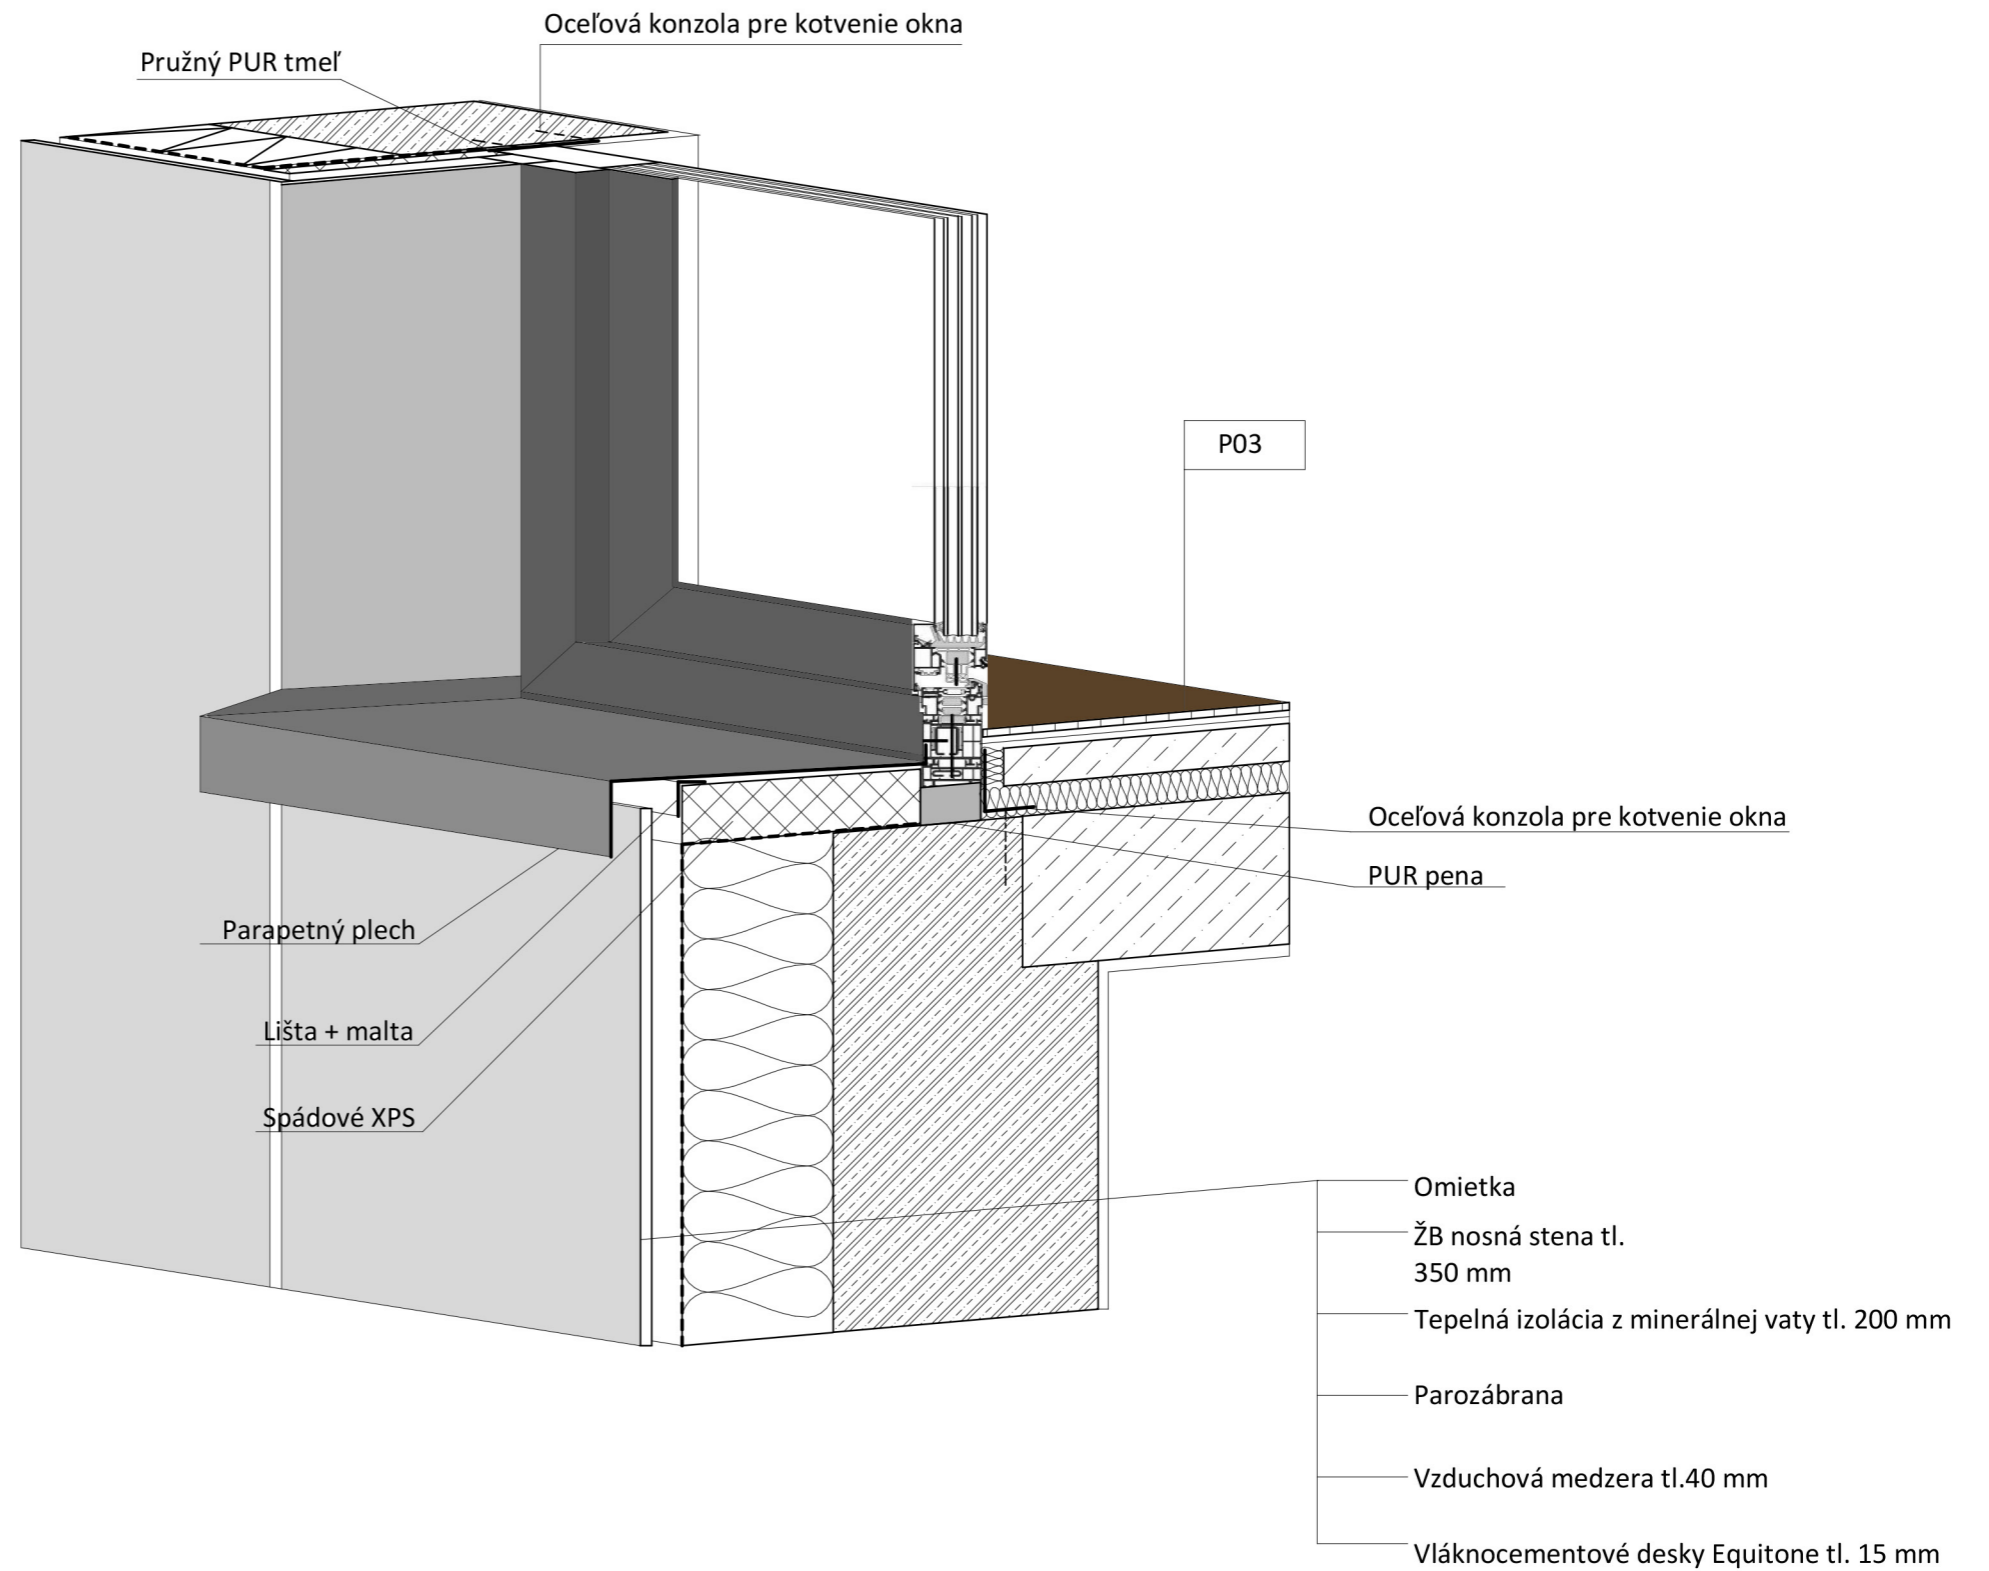 Oceľová konzola pre kotvenie okna
Pružný PUR tmeľ
P03
Oceľová konzola pre kotvenie okna
PUR pena
Parapetný plech
Lišta + malta
Spádové XPS
Omietka
ŽB nosná stena tl.
350 mm
Tepelná izolácia z minerálnej vaty tl. 200 mm
Parozábrana
Vzduchová medzera tl.40 mm
Vláknocementové desky Equitone tl. 15 mm